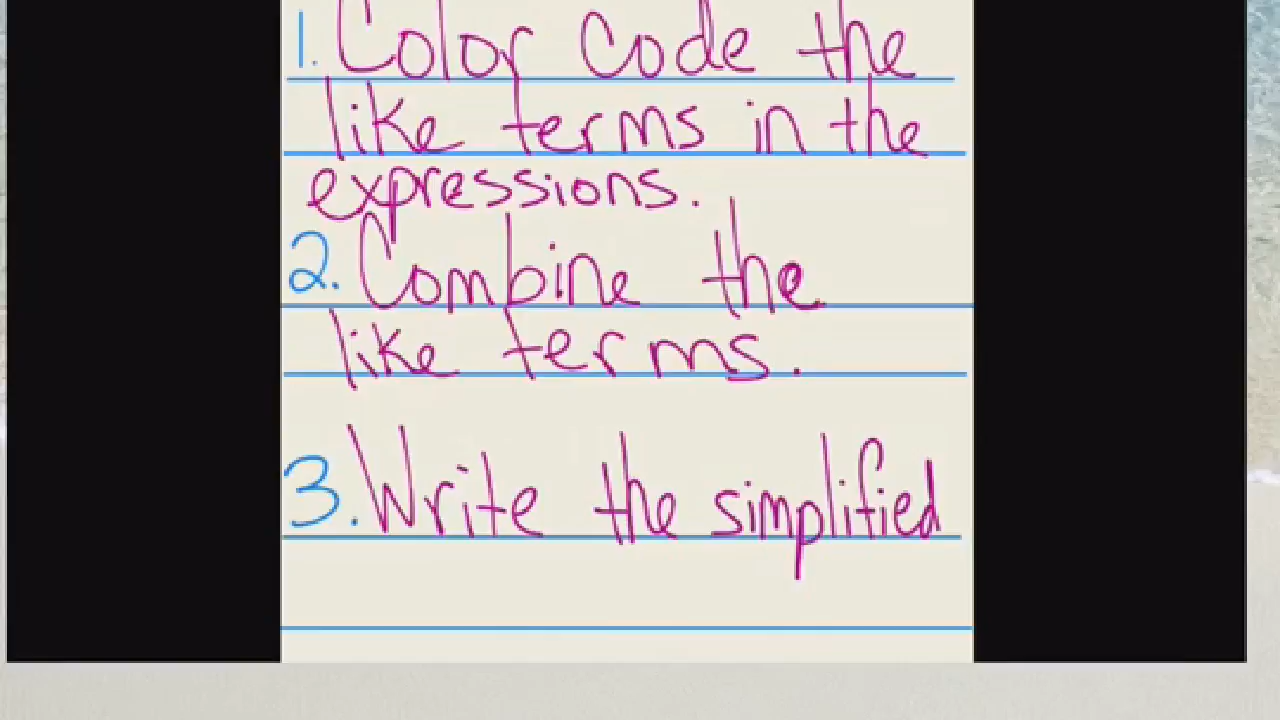 1. Color Code the
like terms in the
expressions.
2. Combine the
like terms.
3. Write the simplified